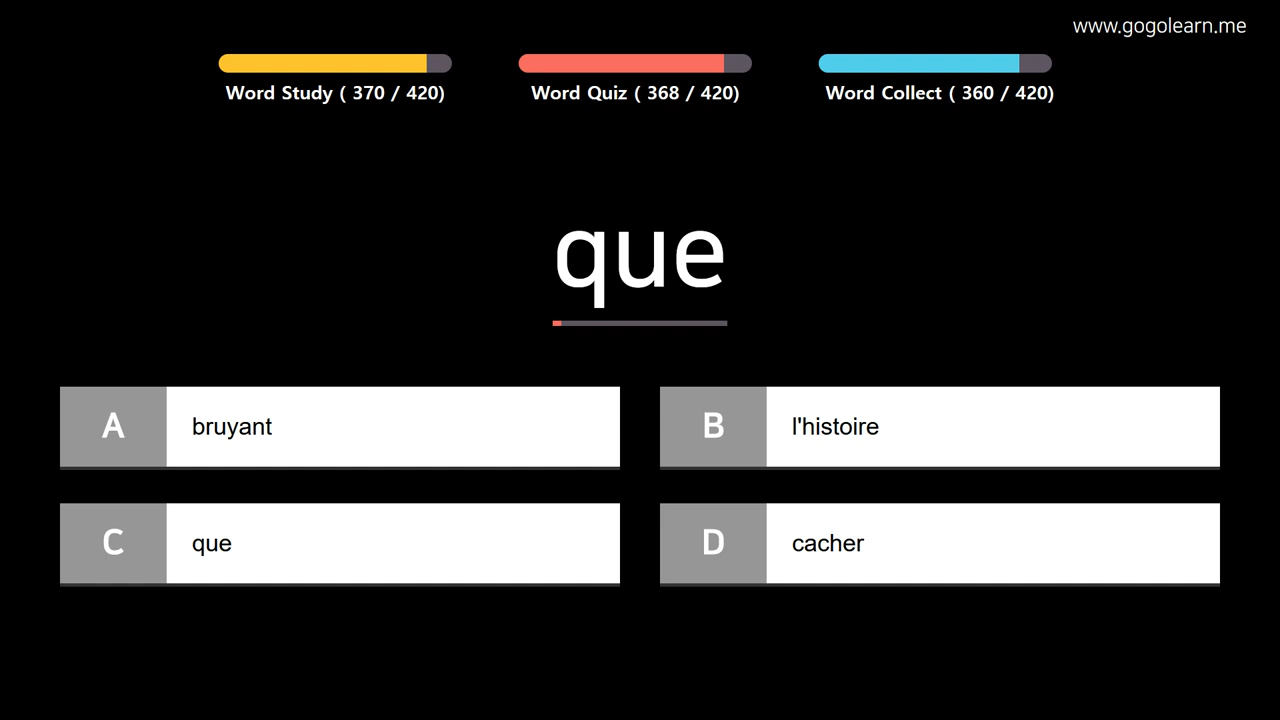 www.gogolearn.me
Word Study ( 370 / 420)
Word Quiz ( 368 / 420)
Word Collect ( 360 / 420)
que
A bruyant
B l'histoire
C que
D cacher